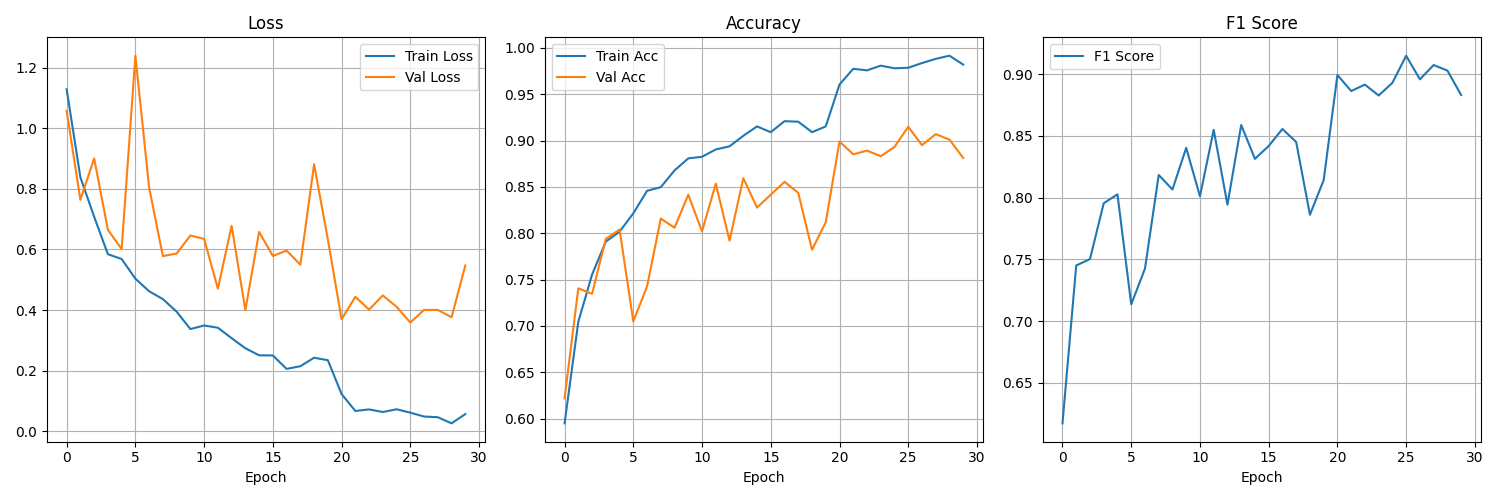 Loss
Train Loss
Val Loss
1.2
1.0
0.8
0.6
0.4
0.2
0.0
0 5 10 15 20 25 30
Epoch
Accuracy
Train Acc
Val Acc
1.00
0.95
0.90
0.85
0.80
0.75
0.70
0.65
0.60
0 5 10 15 20 25 30
Epoch
F1 Score
F1 Score
0.90
0.85
0.80
0.75
0.70
0.65
0 5 10 15 20 25 30
Epoch